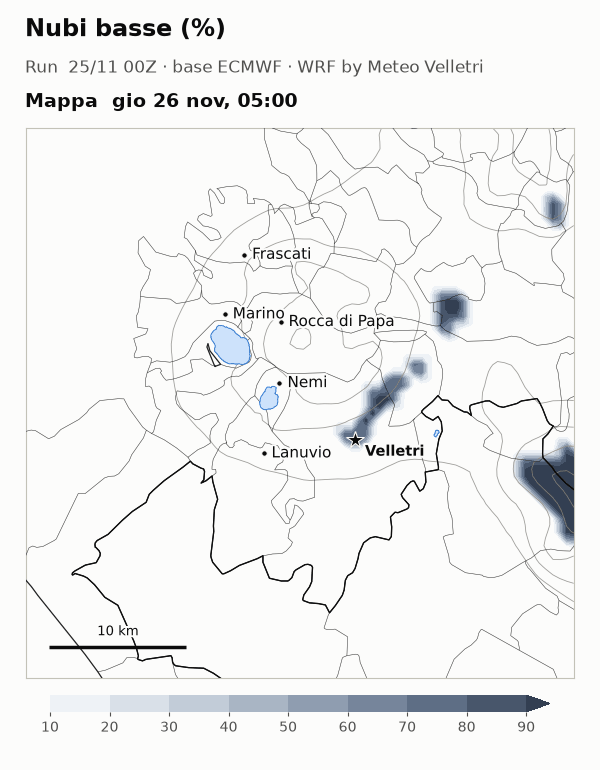 Nubi basse (%)
Run 25/11 00Z · base ECMWF · WRF by Meteo Velletri
Mappa gio 26 nov, 05:00
Frascati
Marino
Rocca di Papa
Nemi
Velletri
Lanuvio
10 km
10 20 30 40 50 60 70 80 90